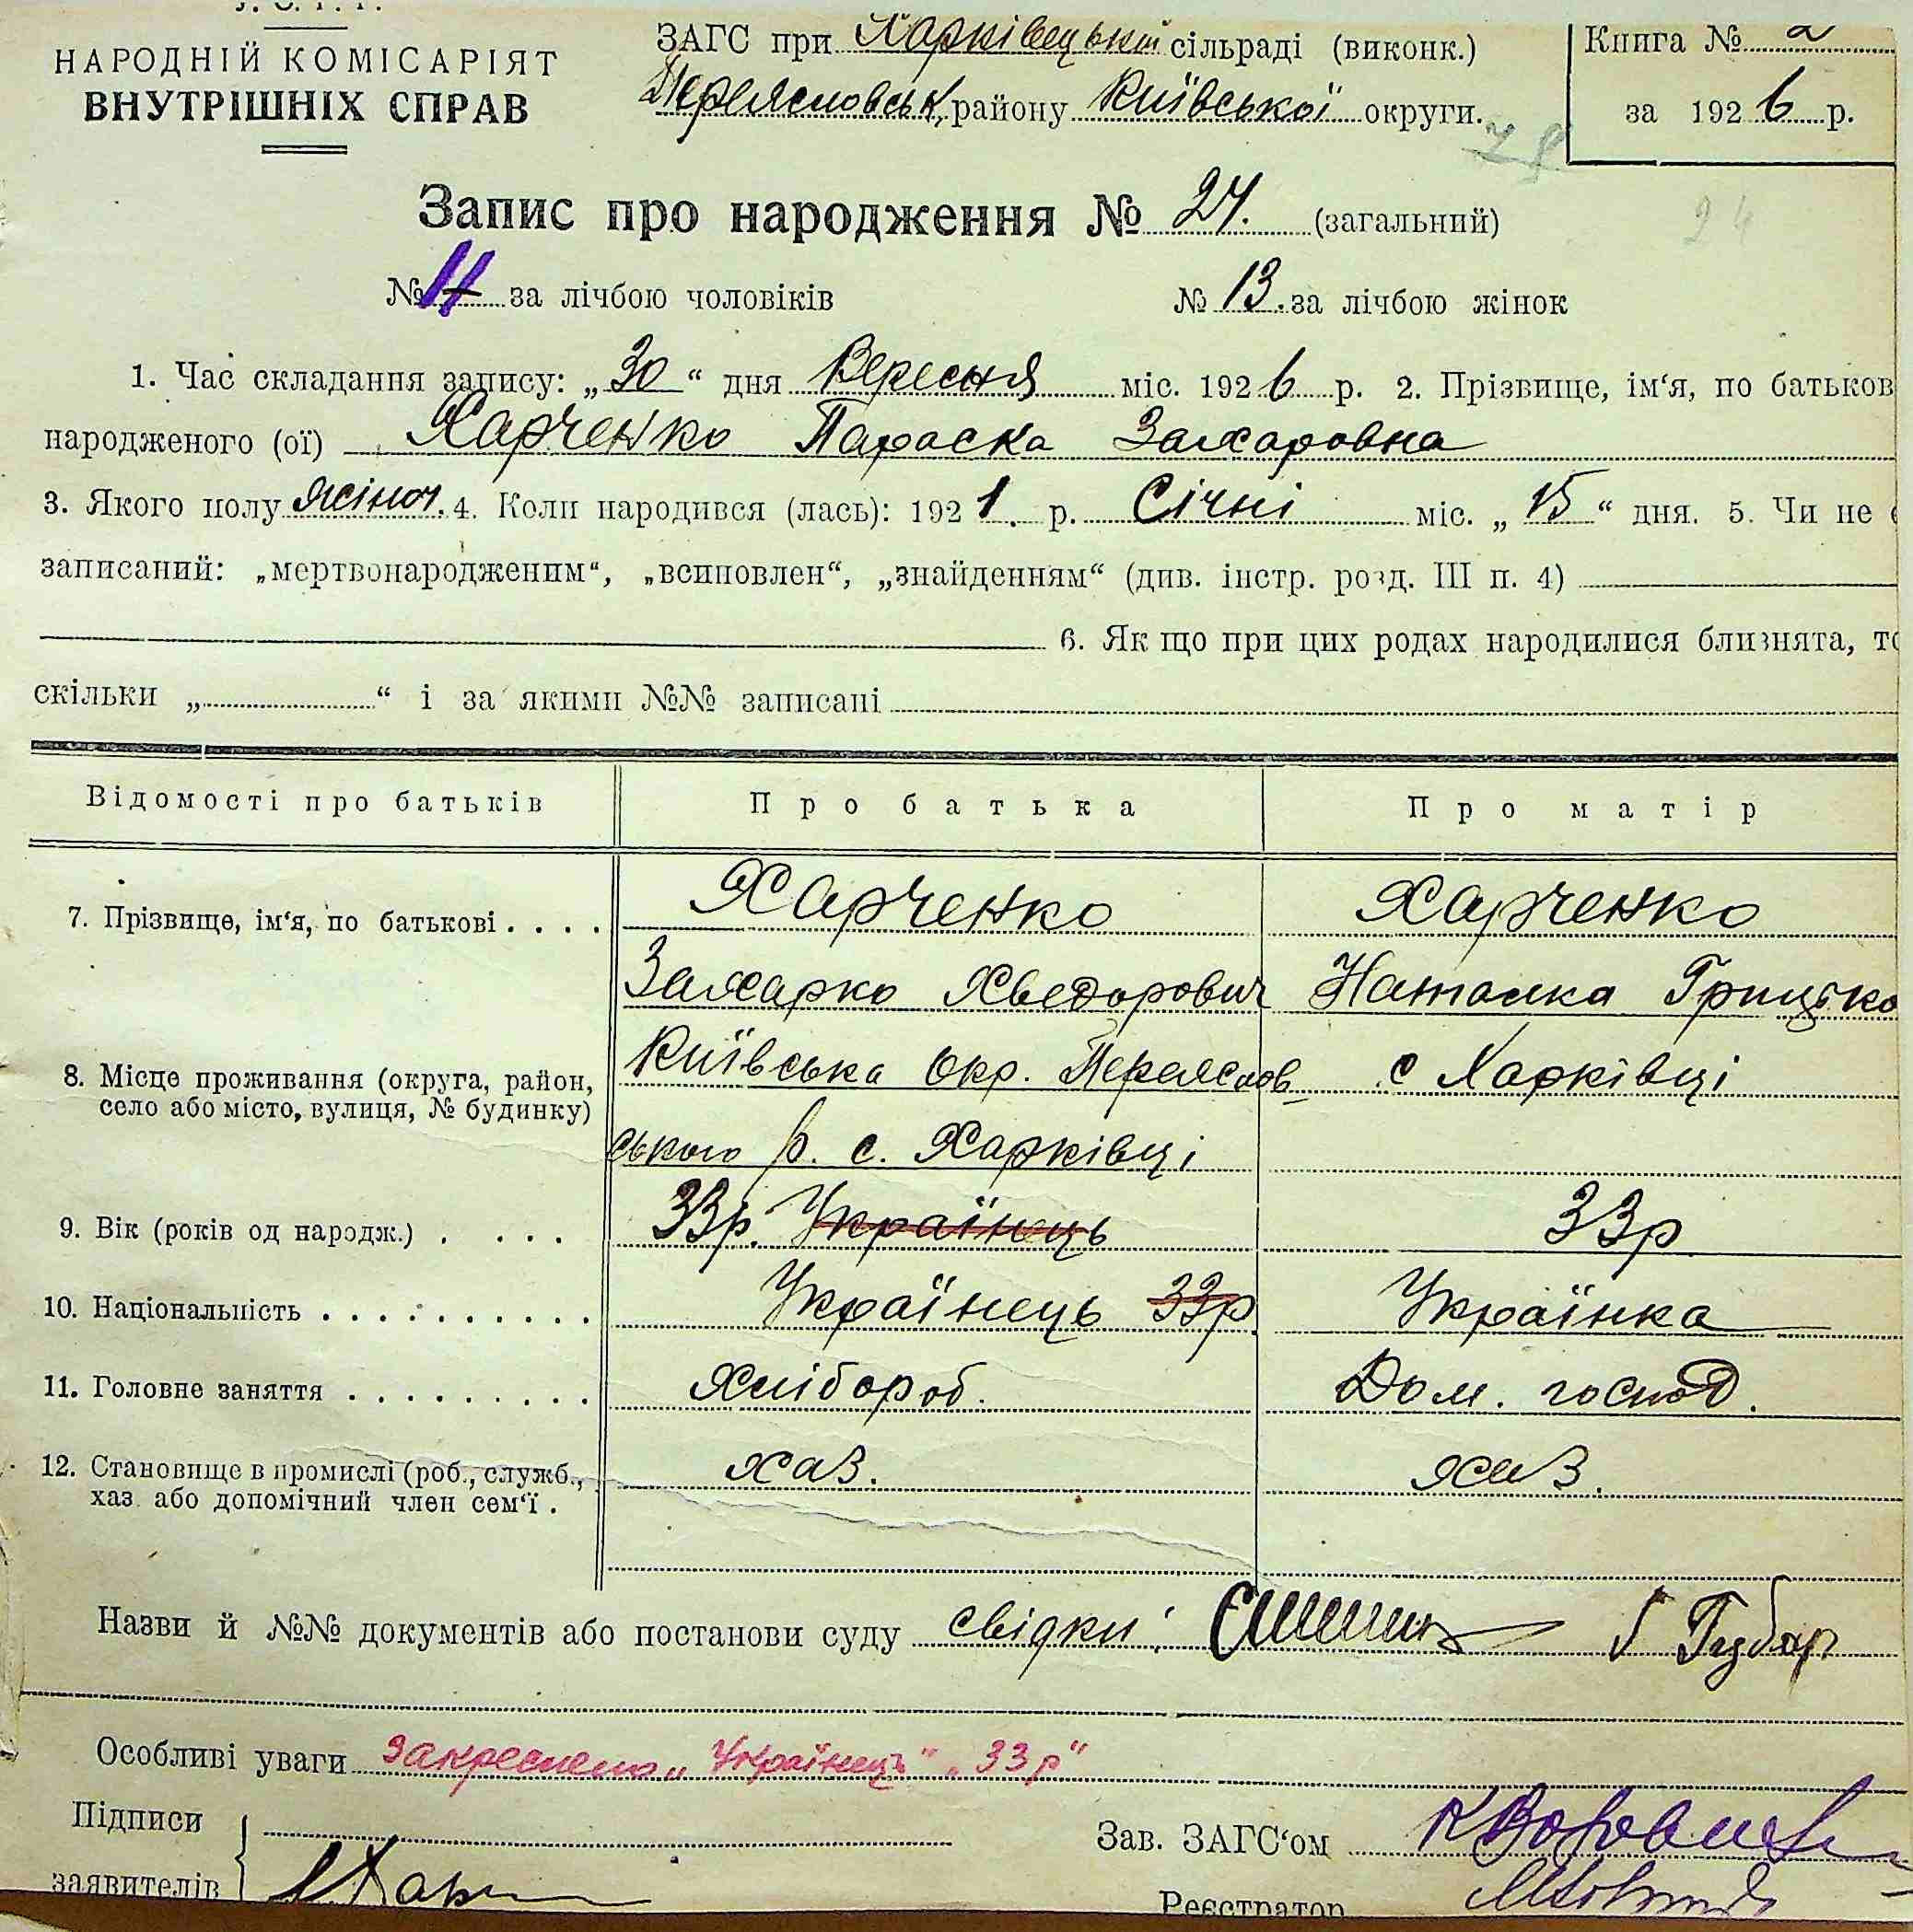 У. С. Р. Р.
НАРОДНІЙ КОМІСАРІЯТ
ВНУТРІШНІХ СПРАВ
ЗАГС при Харківецькій сільраді (виконк.)
Переяславськ. району Київської округи.
Книга № 2
за 1926 р.
28
Запис про народження № 24. (загальний)
24
№ за лічбою чоловіків
№ 13. за лічбою жінок
1. Час складання запису: „30“ дня Вересня міс. 1926 р. 2. Прізвище, ім‘я, по батьков
народженого (ої) Харченко Параска Захаровна
3. Якого полу жіноч. 4. Коли народився (лась): 1921. р. Січні міс. „15“ дня. 5. Чи не є
записаний: „мертвонародженим“, „всиновлен“, „знайденням“ (див. інстр. розд. III п. 4)
6. Як що при цих родах народилися близнята, то
скільки „ “ і за якими №№ записані
Відомості про батьків Про батька Про матір
7. Прізвище, ім‘я, по батькові . . . . Харченко Харченко
Захарко Хведорович Наталка Грицько
8. Місце проживання (округа, район, Київська Окр. Переяслов с Харківці
село або місто, вулиця, № будинку)
ського р. с. Харківці
9. Вік (років од народж.) . . . . 33р. Українець 33р
10. Національність . . . . . . . . . . Українець 33р Українка
11. Головне заняття . . . . . . . . . Хлібороб. Дом. господ.
12. Становище в промислі (роб., служб., хаз. хаз.
хаз. або допомічний член сем‘ї .
Назви й №№ документів або постанови суду свідки: Губар
Особливі уваги закреслено „Українець“ „33р“
Підписи
заявителів
Зав. ЗАГС‘ом
Реєстратор